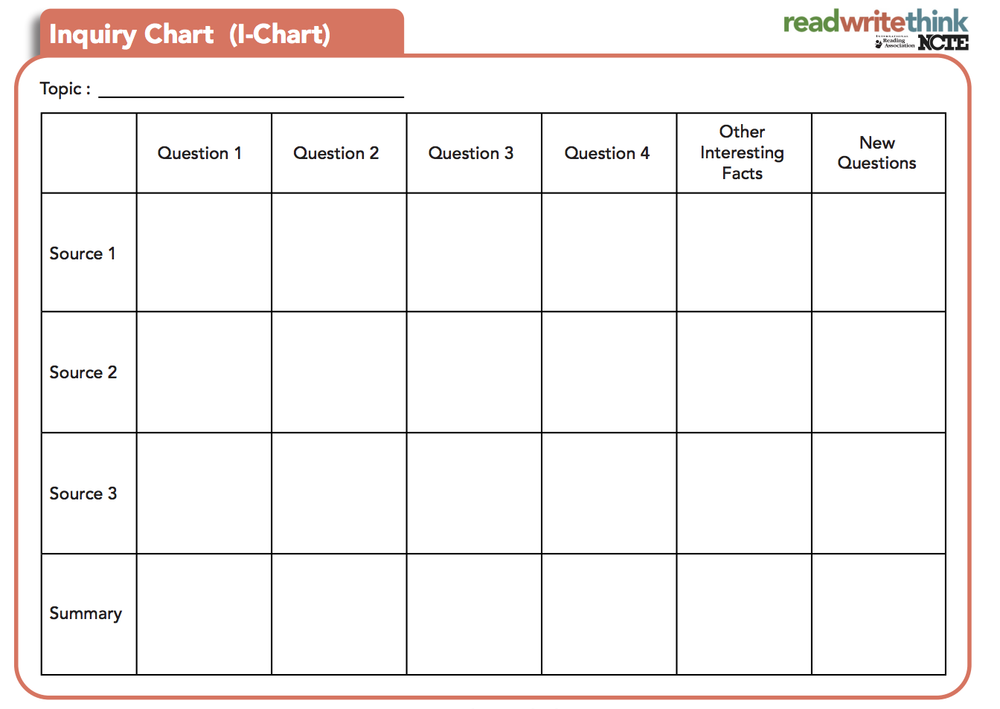 Inquiry Chart (I-Chart)
readwritethink
INTERNATIONAL
Reading
Association
NCTE
Topic :
Question 1
Question 2
Question 3
Question 4
Other
Interesting
Facts
New
Questions
Source 1
Source 2
Source 3
Summary